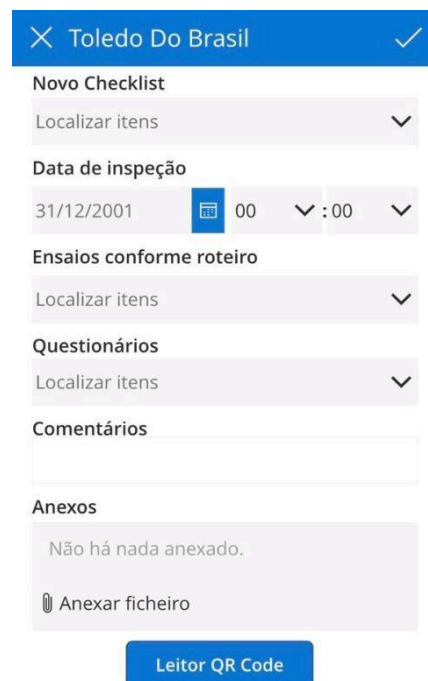 Toledo Do Brasil
Novo Checklist
Localizar itens
Data de inspeção
31/12/2001 00 : 00
Ensaios conforme roteiro
Localizar itens
Questionários
Localizar itens
Comentários
Anexos
Não há nada anexado.
Anexar ficheiro
Leitor QR Code